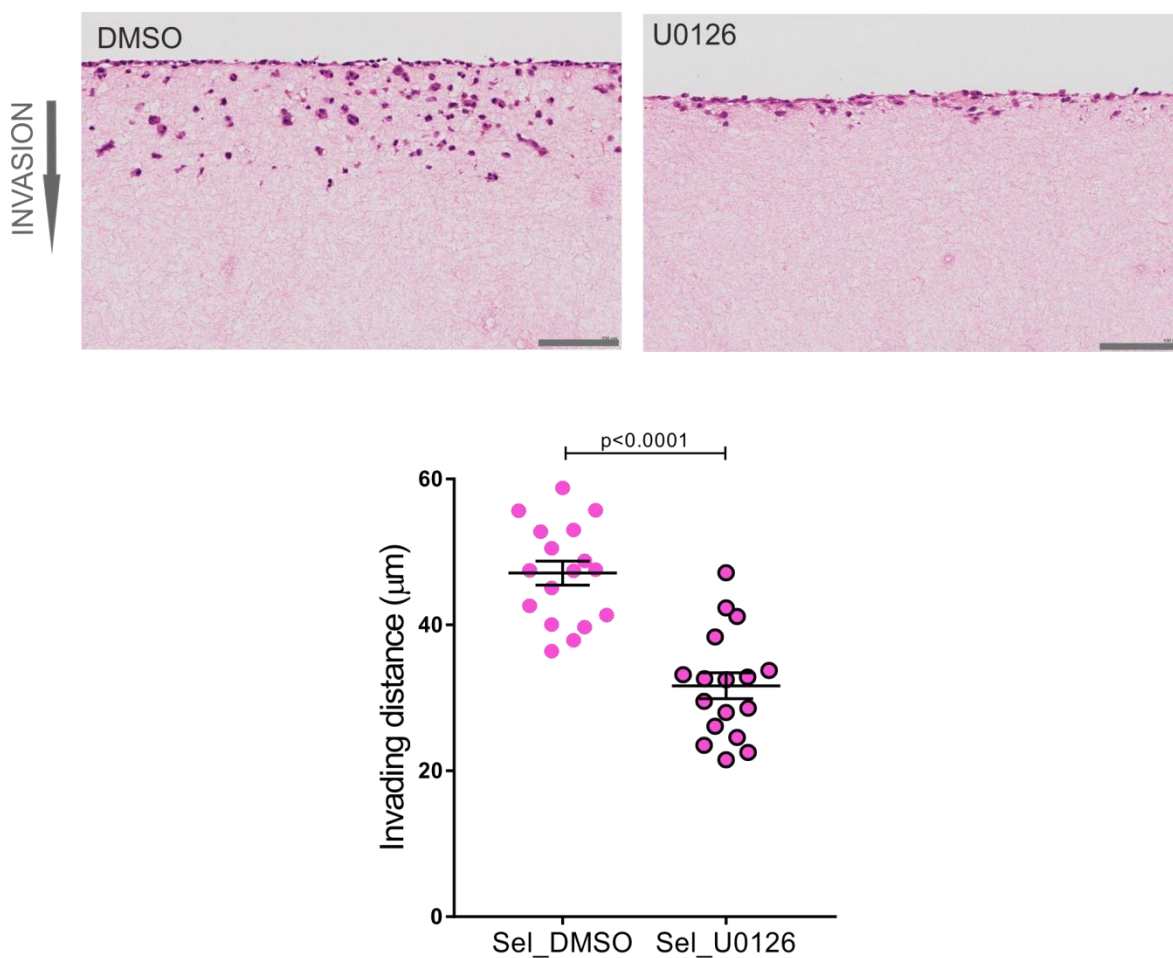 DMSO
U0126
INVASION
p<0.0001
60
40
20
0
Invading distance (μm)
Sel_DMSO
Sel_U0126